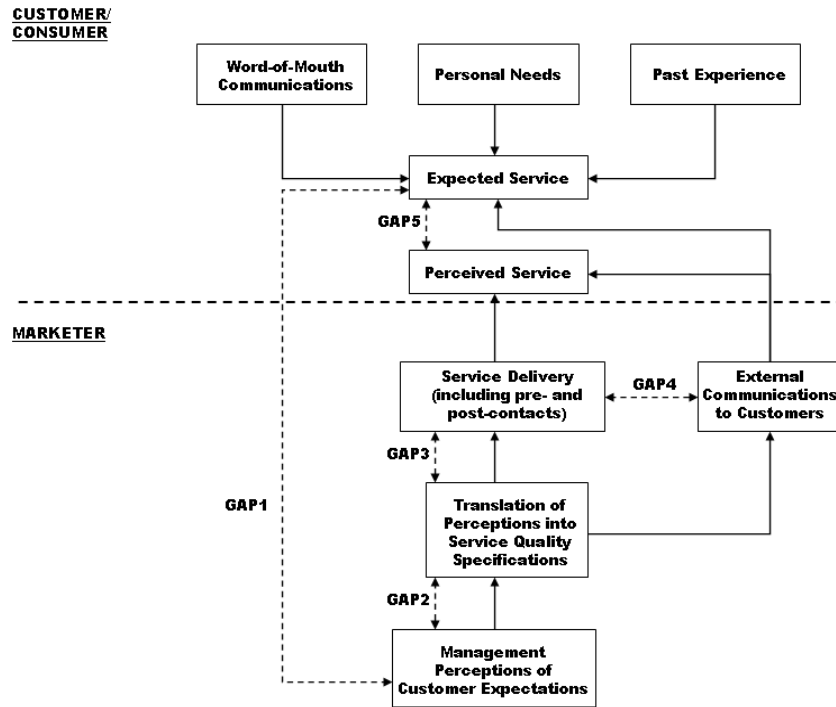 CUSTOMER/
CONSUMER
Word-of-Mouth
Communications
Personal Needs
Past Experience
Expected Service
GAP5
Perceived Service
MARKETER
Service Delivery
(including pre- and
post-contacts)
GAP4
External
Communications
to Customers
GAP3
GAP1
Translation of
Perceptions into
Service Quality
Specifications
GAP2
Management
Perceptions of
Customer Expectations